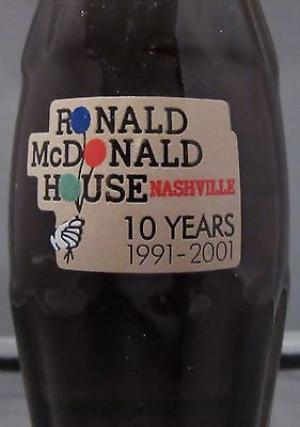 RONALD
McDONALD
HOUSE NASHVILLE
10 YEARS
1991-2001